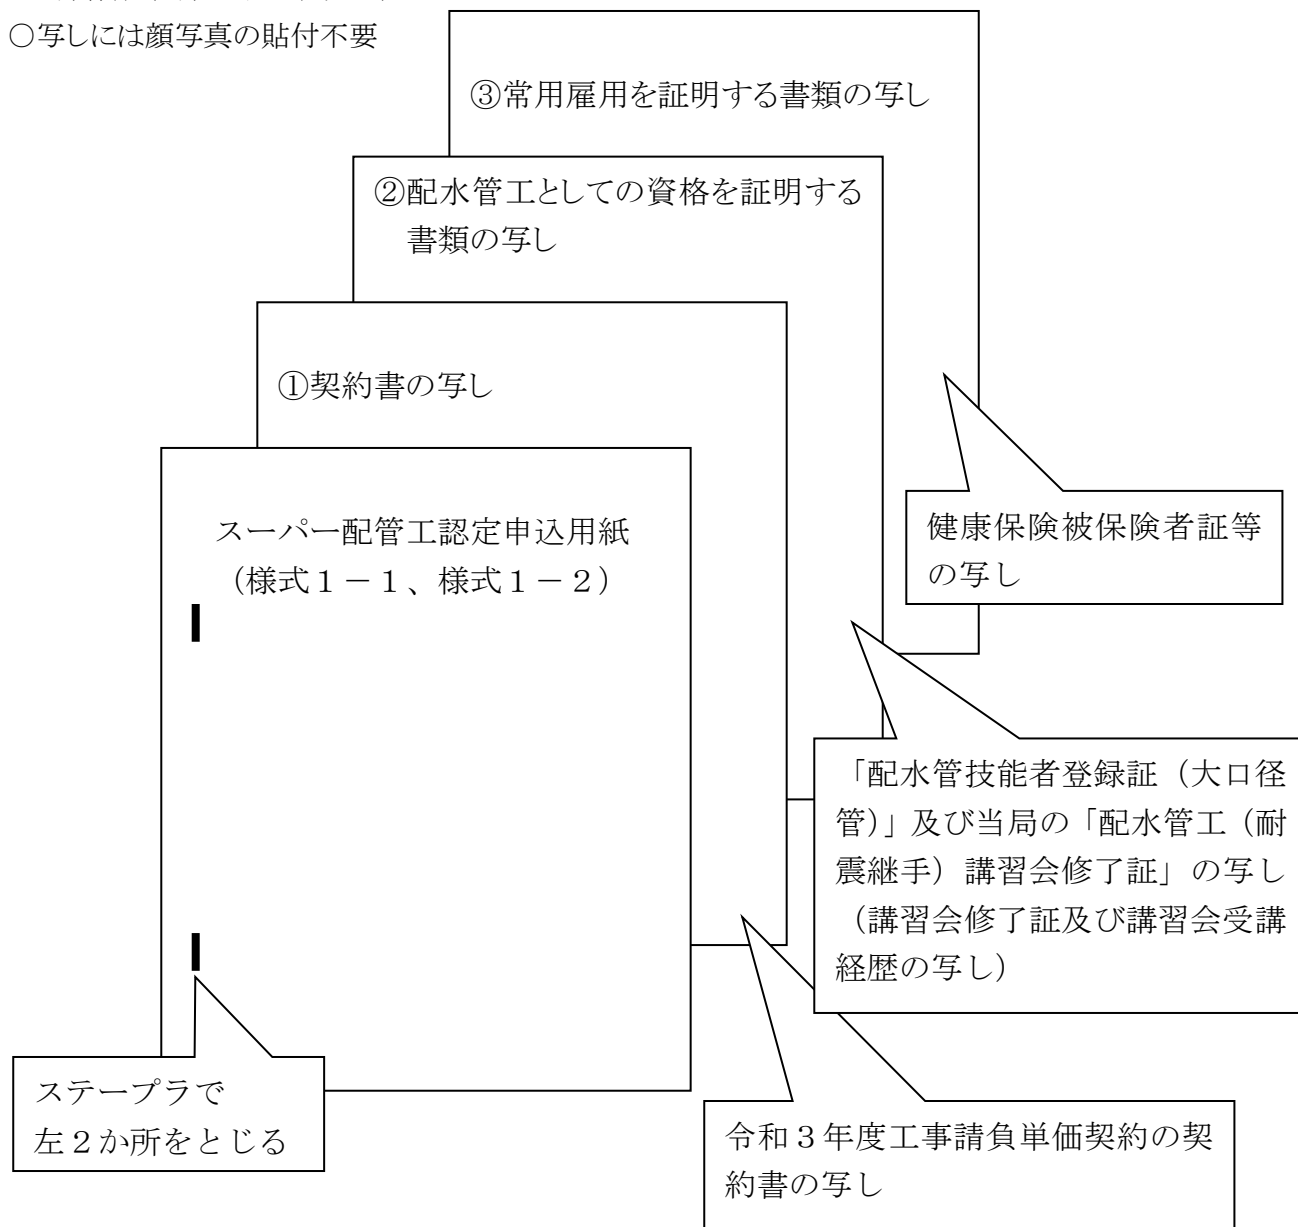 ○写しには顔写真の貼付不要
③常用雇用を証明する書類の写し
②配水管工としての資格を証明する
書類の写し
①契約書の写し
スーパー配管工認定申込用紙
（様式１－１、様式１－２）
健康保険被保険者証等
の写し
「配水管技能者登録証（大口径
管）」及び当局の「配水管工（耐
震継手）講習会修了証」の写し
（講習会修了証及び講習会受講
経歴の写し）
ステープラで
左２か所をとじる
令和３年度工事請負単価契約の契
約書の写し